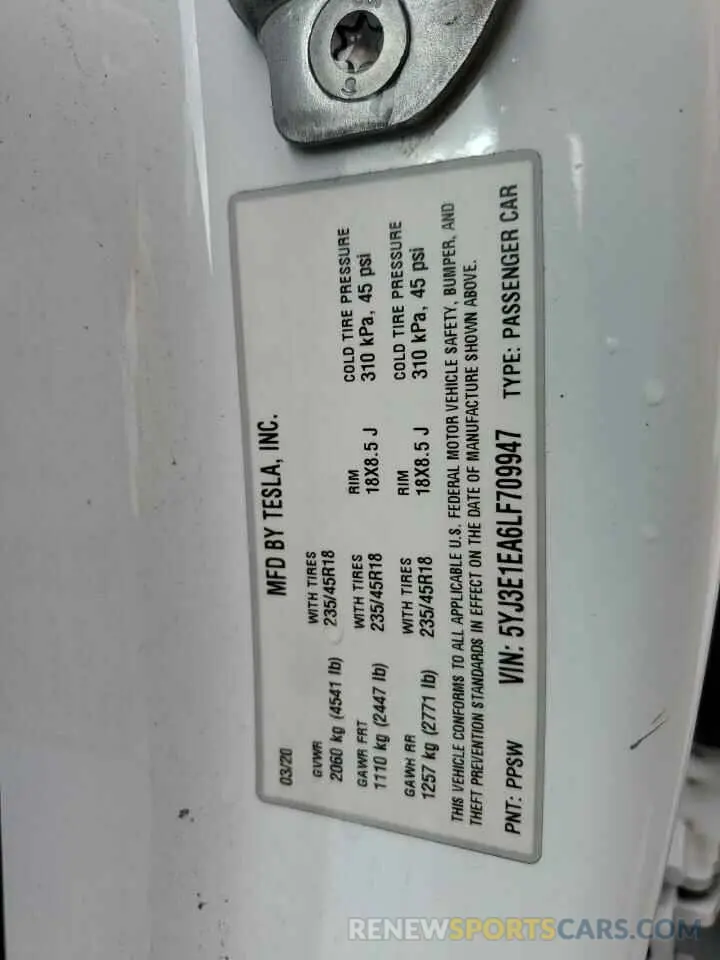 MFD BY TESLA, INC.
03/20
GVWR WITH TIRES
2060 kg (4541 lb) 235/45R18
GAWR FRT WITH TIRES RIM COLD TIRE PRESSURE
1110 kg (2447 lb) 235/45R18 18X8.5 J 310 kPa, 45 psi
GAWR RR WITH TIRES RIM COLD TIRE PRESSURE
1257 kg (2771 lb) 235/45R18 18X8.5 J 310 kPa, 45 psi
THIS VEHICLE CONFORMS TO ALL APPLICABLE U.S. FEDERAL MOTOR VEHICLE SAFETY, BUMPER, AND
THEFT PREVENTION STANDARDS IN EFFECT ON THE DATE OF MANUFACTURE SHOWN ABOVE.
PNT: PPSW VIN: 5YJ3E1EA6LF709947 TYPE: PASSENGER CAR
RENEWSPORTSCARS.COM